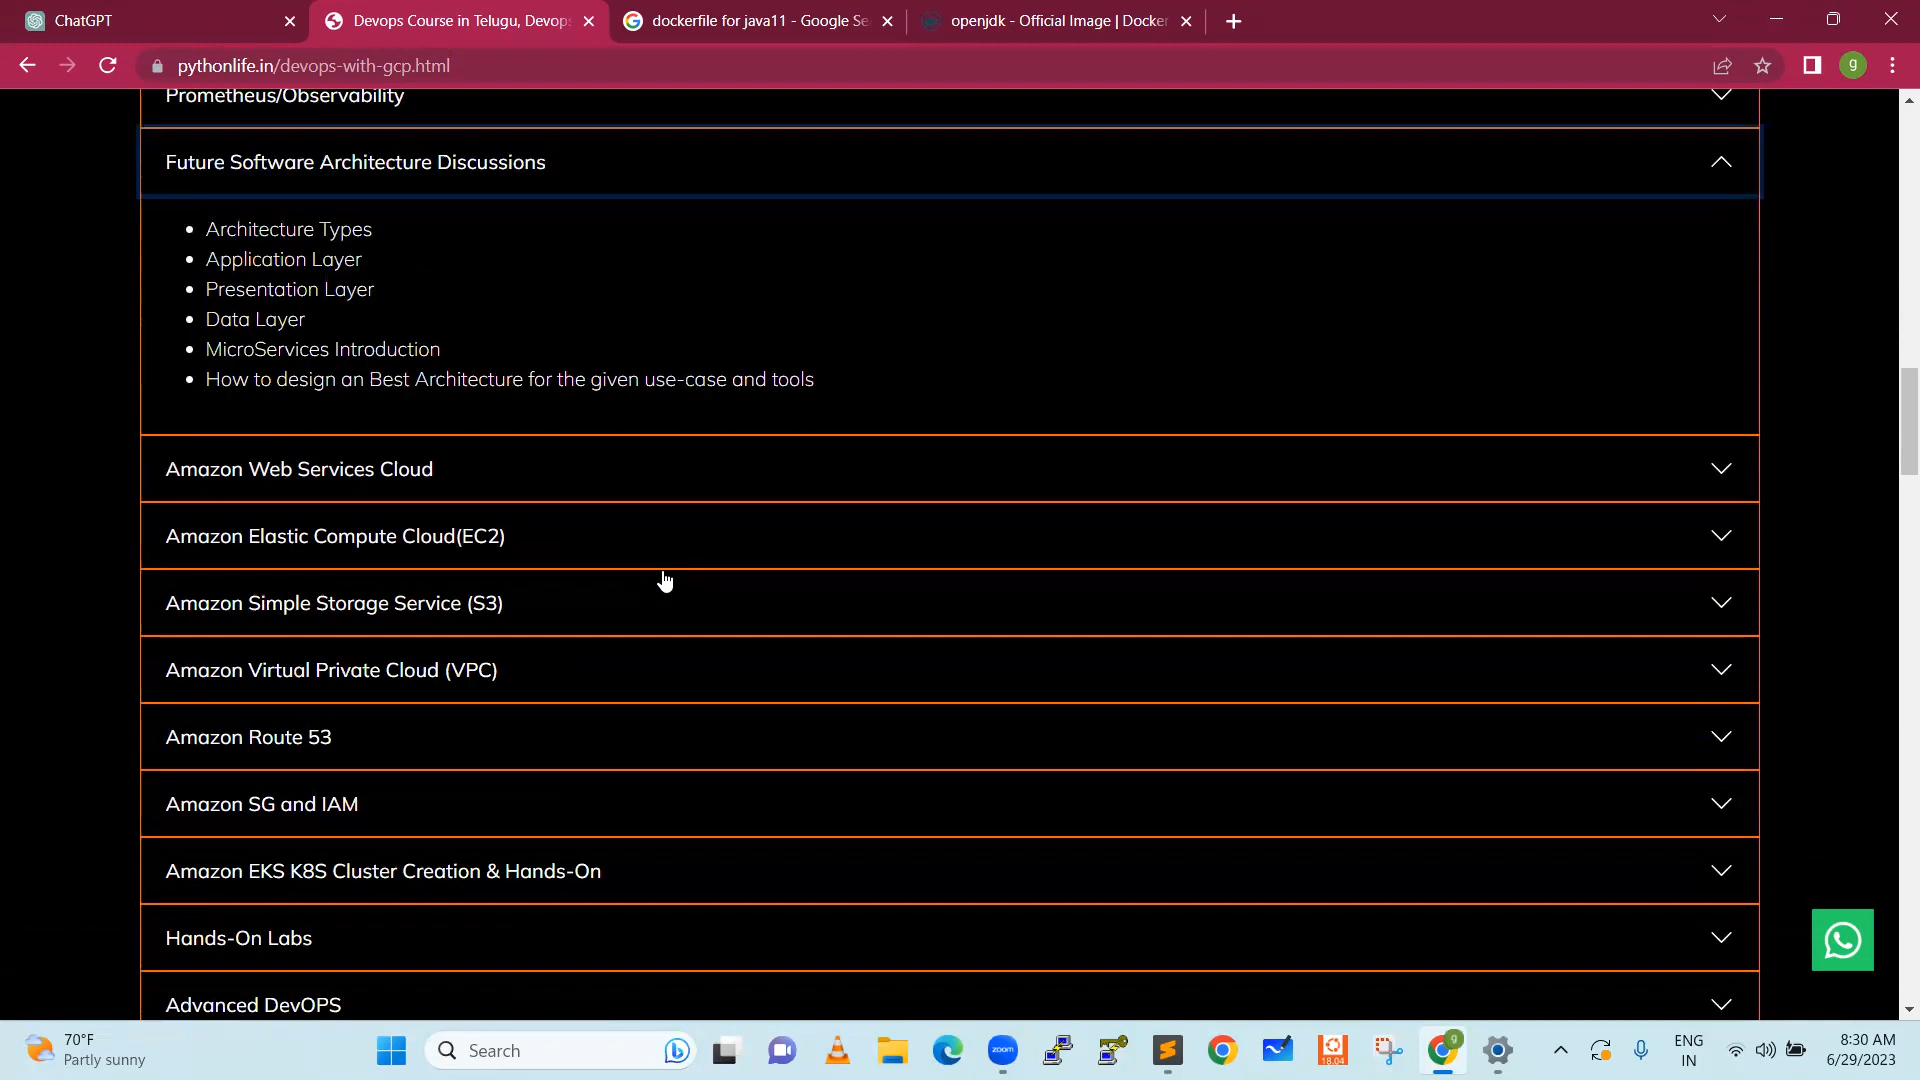 ChatGPT
Devops Course in Telugu, Devop
dockerfile for java11 - Google Se
openjdk - Official Image | Docker
pythonlife.in/devops-with-gcp.html
g
Prometheus/Observability
Future Software Architecture Discussions
Architecture Types
Application Layer
Presentation Layer
Data Layer
MicroServices Introduction
How to design an Best Architecture for the given use-case and tools
Amazon Web Services Cloud
Amazon Elastic Compute Cloud(EC2)
Amazon Simple Storage Service (S3)
Amazon Virtual Private Cloud (VPC)
Amazon Route 53
Amazon SG and IAM
Amazon EKS K8S Cluster Creation & Hands-On
Hands-On Labs
Advanced DevOPS
70°F
Partly sunny
Search
zoom
18.04
g
ENG
IN
8:30 AM
6/29/2023